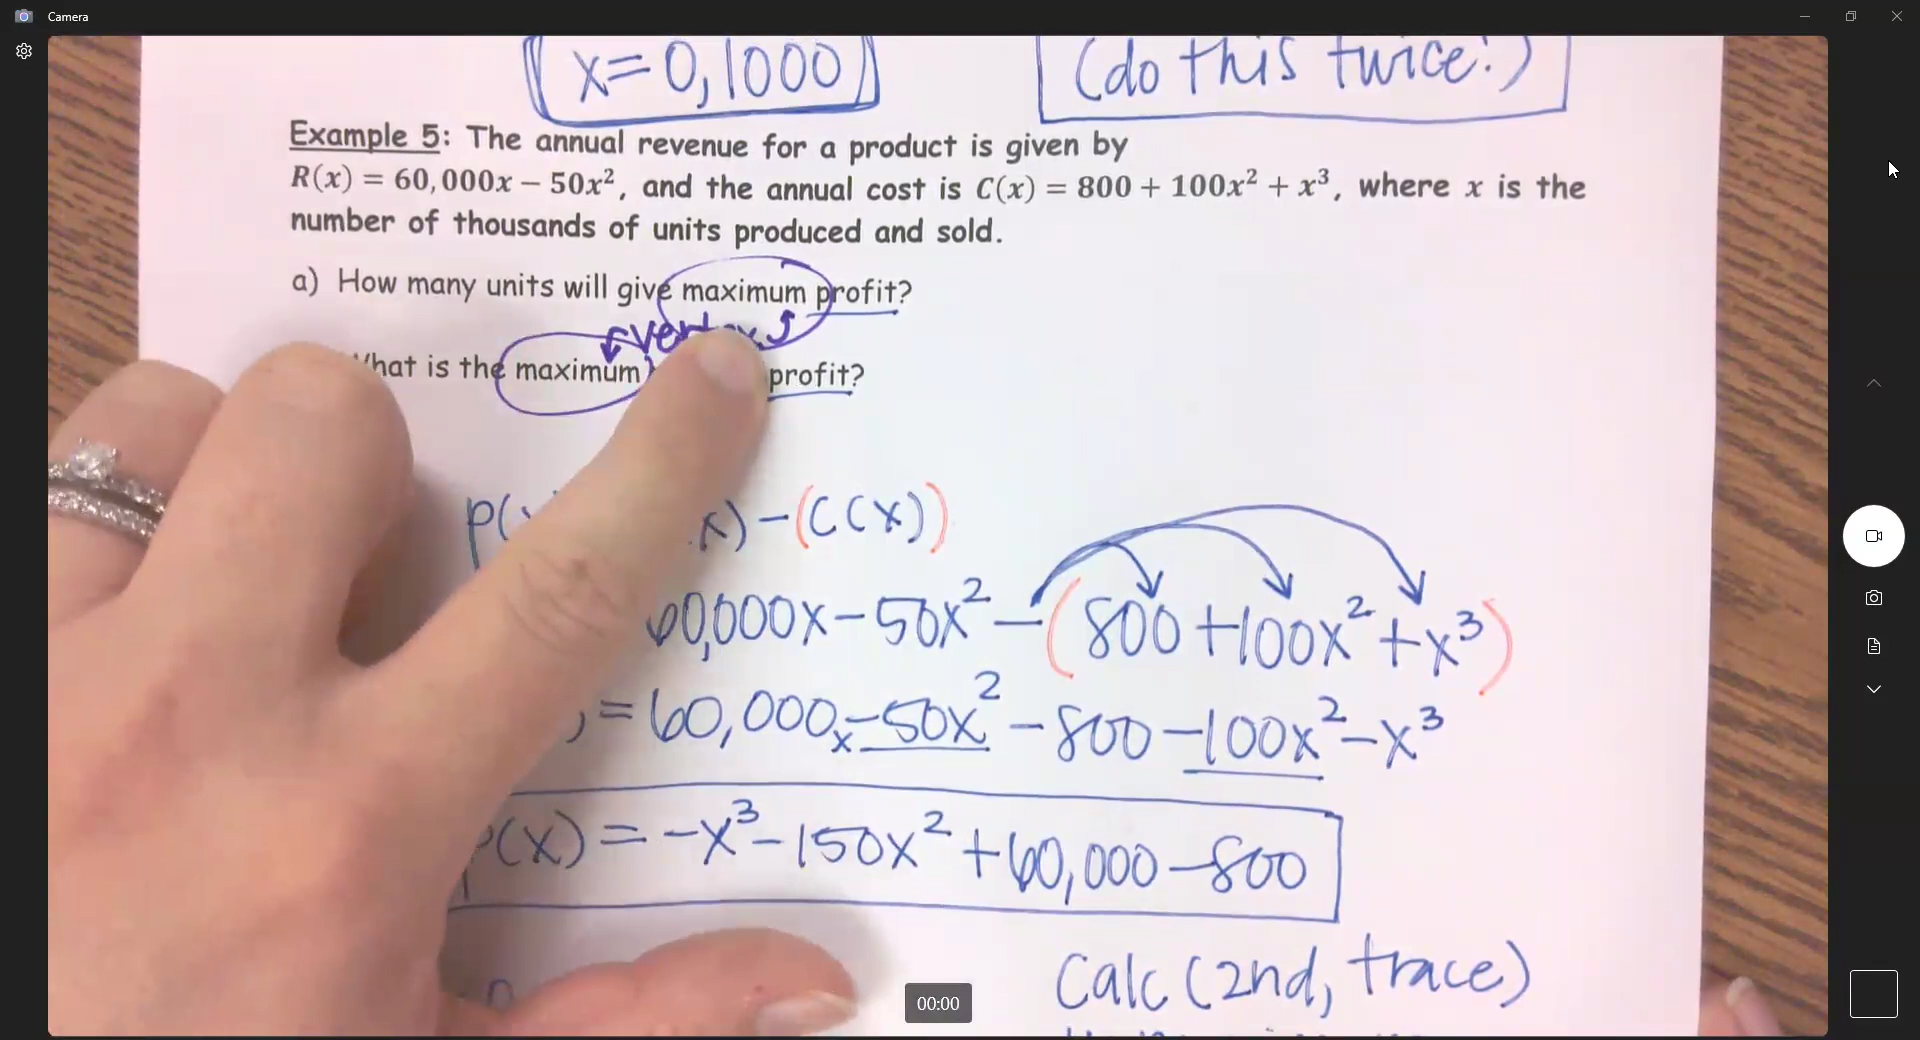 Camera
x=0,1000
(do this twice!)
Example 5: The annual revenue for a product is given by
R(x) = 60,000x − 50x², and the annual cost is C(x) = 800 + 100x² + x³, where x is the
number of thousands of units produced and sold.
a) How many units will give maximum profit?
hat is the maximum profit?
P( x) − (C(x))
60,000x − 50x² − (800 + 100x² + x³)
) = 60,000x − 50x² − 800 − 100x² − x³
P(x) = −x³ − 150x² + 60,000 − 800
Calc (2nd, trace)
00:00